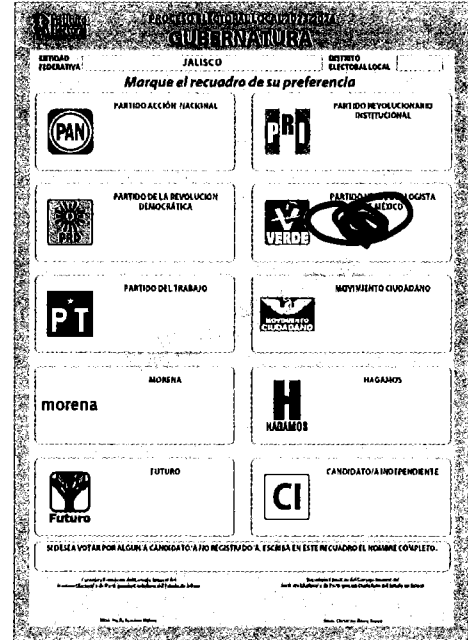 PROCESO ELECTORAL LOCAL 2023-2024
GUBERNATURA
ENTIDAD FEDERATIVA
JALISCO
DISTRITO ELECTORAL LOCAL
Marque el recuadro de su preferencia
PARTIDO ACCIÓN NACIONAL
PAN
PARTIDO REVOLUCIONARIO
INSTITUCIONAL
PRI
PARTIDO DE LA REVOLUCIÓN
DEMOCRÁTICA
PRD
PARTIDO
LOGISTA
MÉXICO
VERDE
PARTIDO DEL TRABAJO
PT
MOVIMIENTO CIUDADANO
MOVIMIENTO
CIUDADANO
MORENA
morena
HAGAMOS
H
HAGAMOS
FUTURO
Futuro
CANDIDATO/A INDEPENDIENTE
CI
SI DESEA VOTAR POR ALGUN/A CANDIDATO/A NO REGISTRADO/A, ESCRIBA EN ESTE RECUADRO EL NOMBRE COMPLETO.